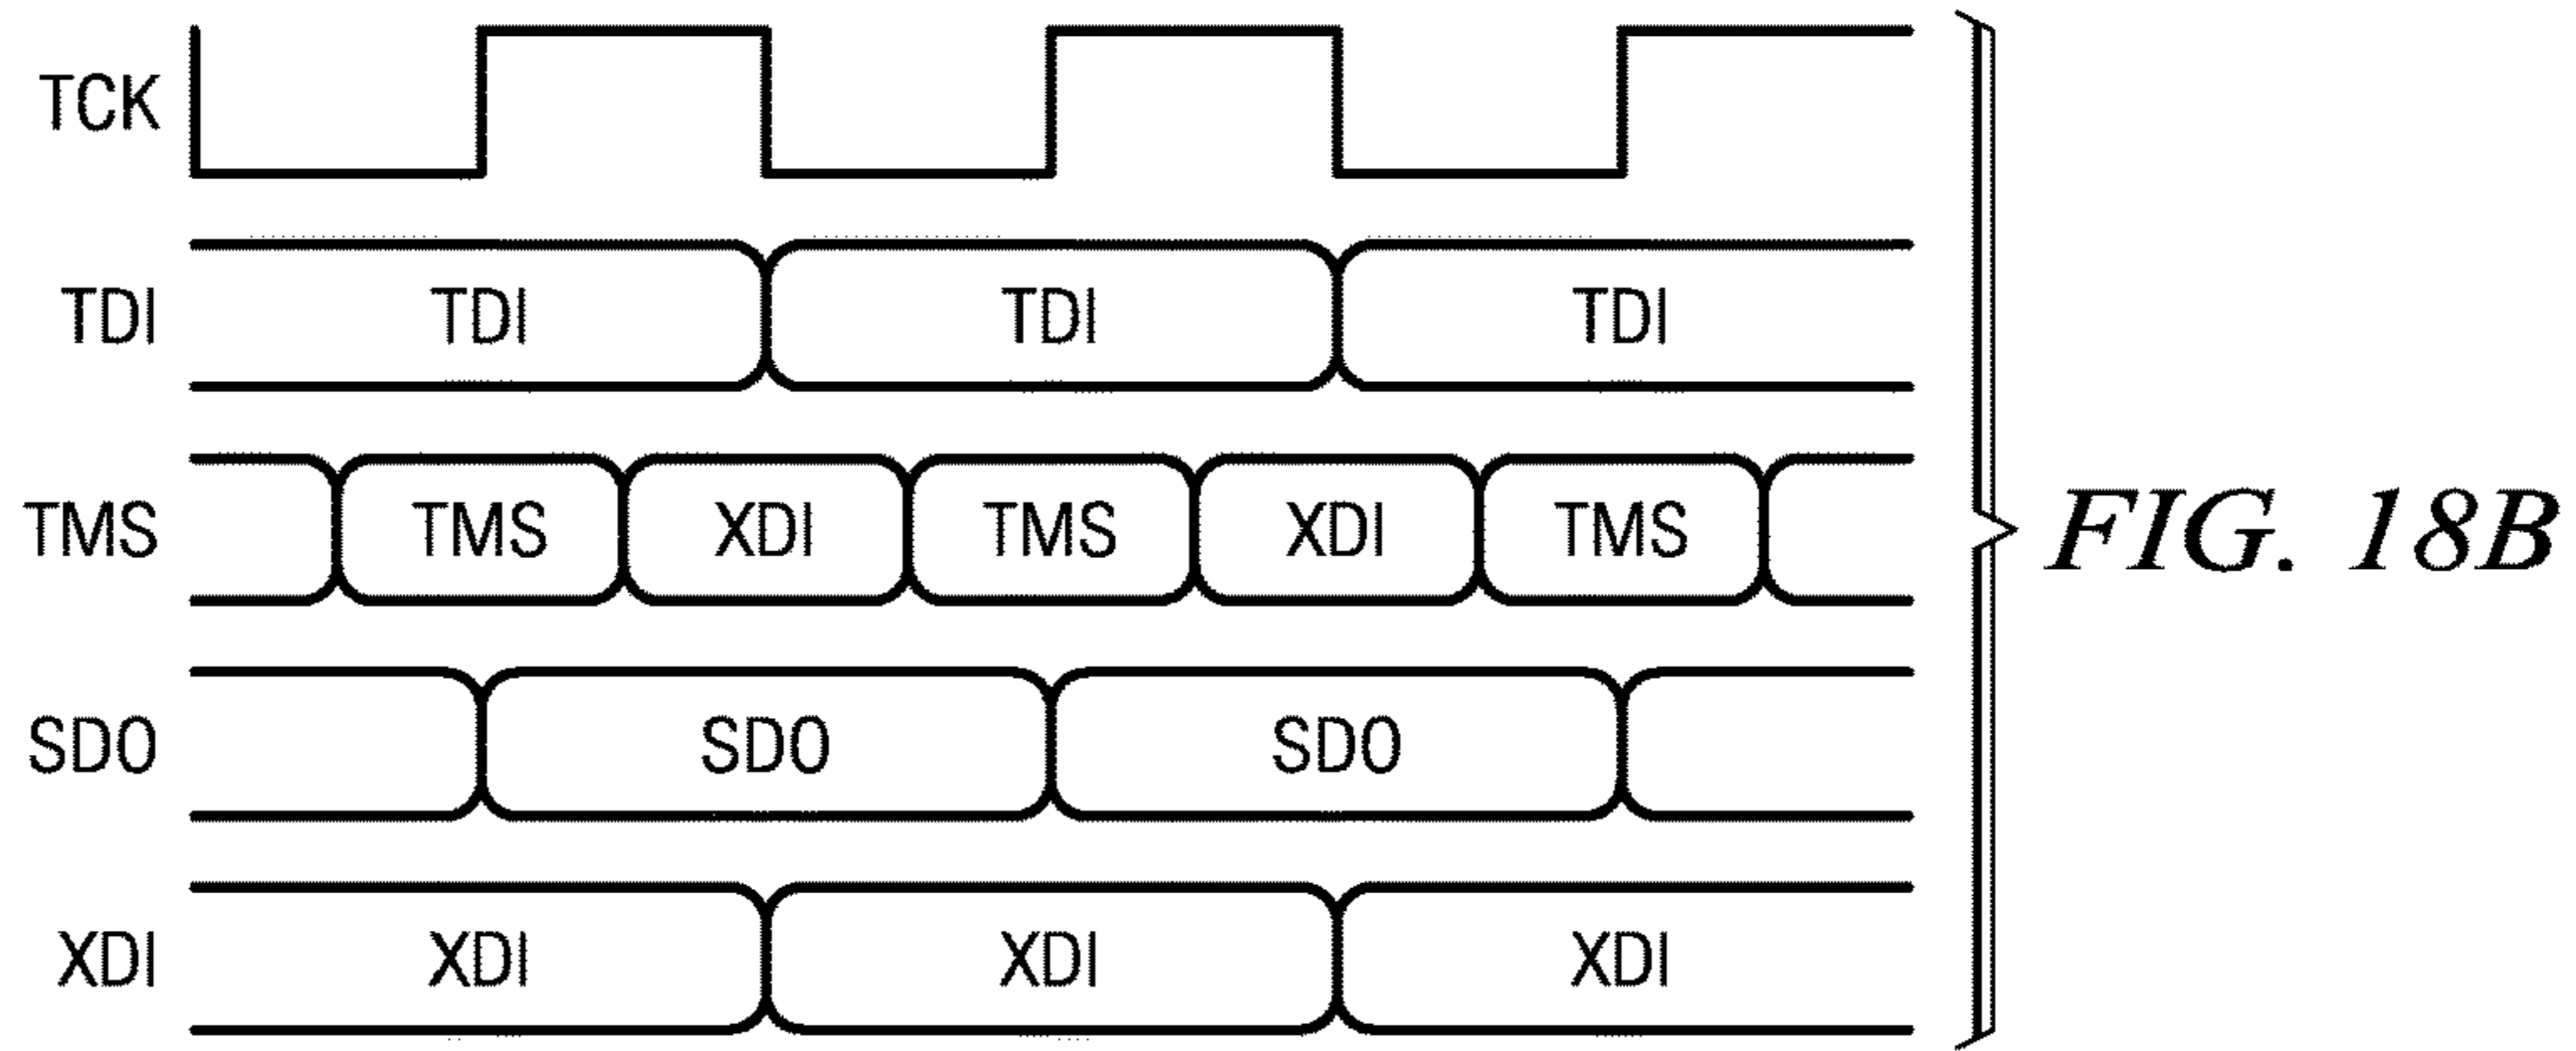 TCK
TDI TDI TDI TDI
TMS TMS XDI TMS XDI TMS
SDO SDO SDO
XDI XDI XDI XDI
FIG. 18B